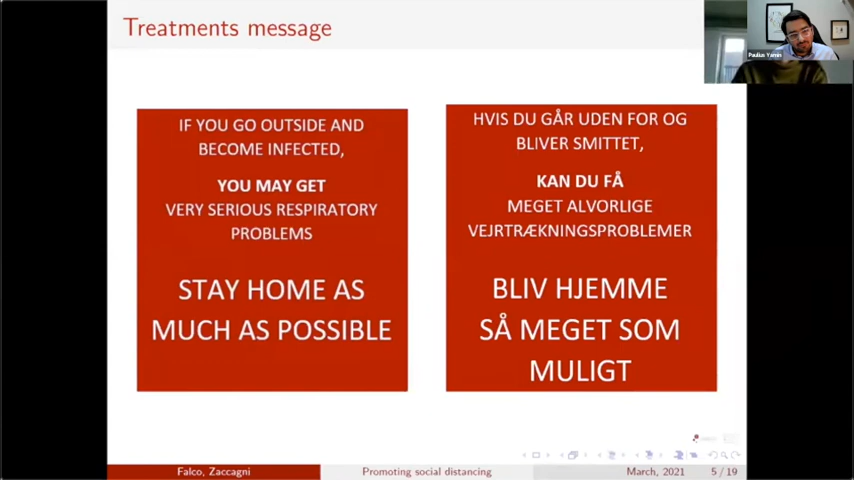 Treatments message
Paulius Yamin
IF YOU GO OUTSIDE AND
BECOME INFECTED,
YOU MAY GET
VERY SERIOUS RESPIRATORY
PROBLEMS
STAY HOME AS
MUCH AS POSSIBLE
HVIS DU GÅR UDEN FOR OG
BLIVER SMITTET,
KAN DU FÅ
MEGET ALVORLIGE
VEJRTRÆKNINGSPROBLEMER
BLIV HJEMME
SÅ MEGET SOM
MULIGT
Falco, Zaccagni
Promoting social distancing
March, 2021
5 / 19